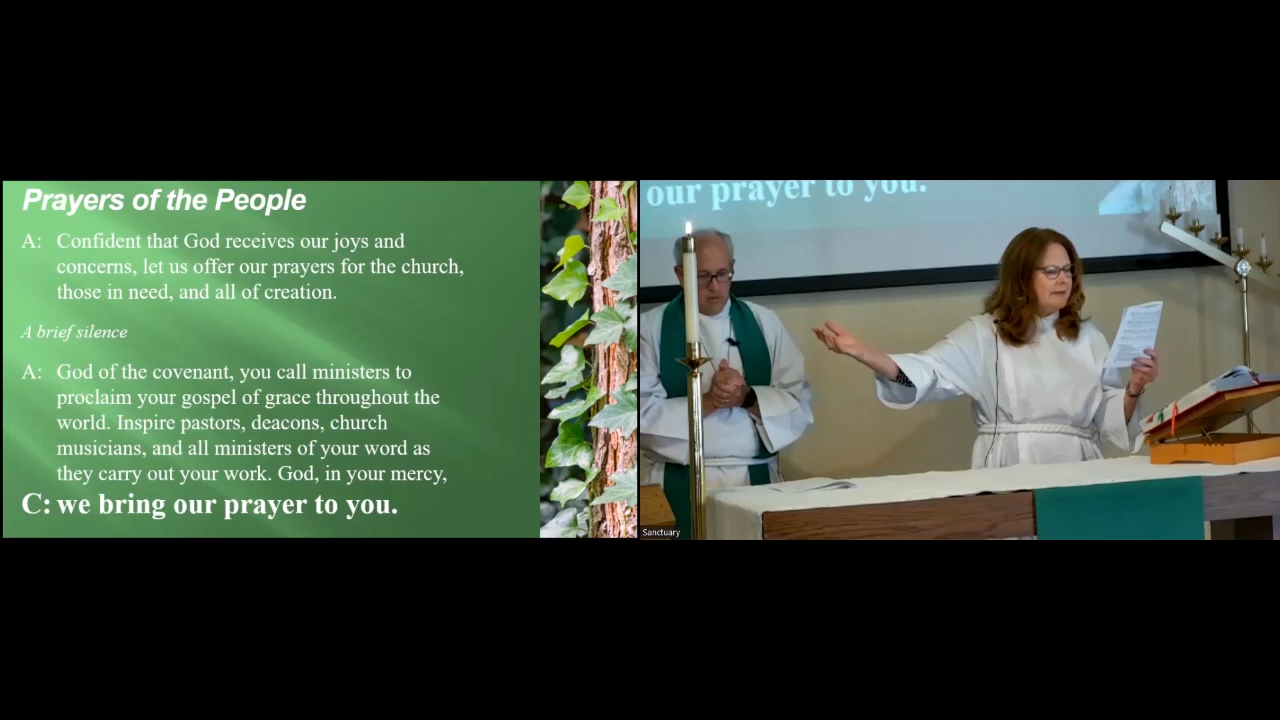 Prayers of the People
A: Confident that God receives our joys and
concerns, let us offer our prayers for the church,
those in need, and all of creation.
A brief silence
A: God of the covenant, you call ministers to
proclaim your gospel of grace throughout the
world. Inspire pastors, deacons, church
musicians, and all ministers of your word as
they carry out your work. God, in your mercy,
C: we bring our prayer to you.
our prayer to you.
Sanctuary